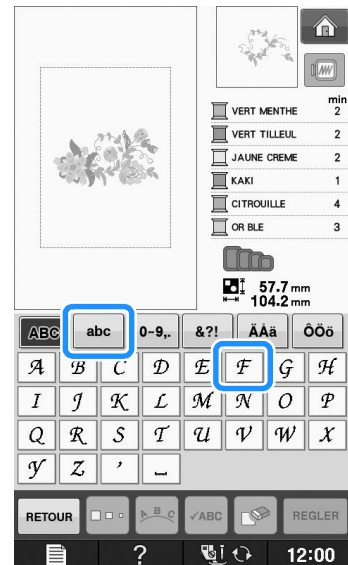 min
VERT MENTHE 2
VERT TILLEUL 2
JAUNE CREME 2
KAKI 1
CITROUILLE 4
OR BLE 3
57.7 mm
104.2 mm
ABC abc 0~9,. &?! ÄÀä ÔÖö
A B C D E F G H
I J K L M N O P
Q R S T U V W X
Y Z ’ _
RETOUR A B C ✓ABC REGLER
? 12:00